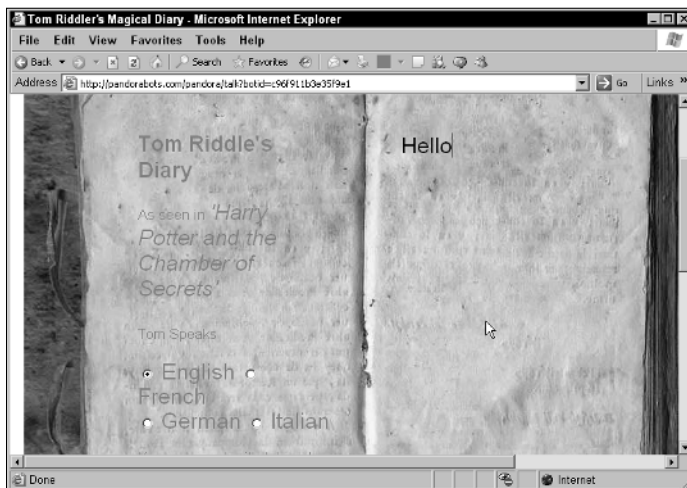 Tom Riddler's Magical Diary - Microsoft Internet Explorer
File Edit View Favorites Tools Help
Back Search Favorites
Address http://pandorabots.com/pandora/talk?botid=c96f911b3e35f9e1 Go Links »
Tom Riddle's
Diary
As seen in 'Harry
Potter and the
Chamber of
Secrets'
Tom Speaks
English
French
German Italian
Hello
Done Internet